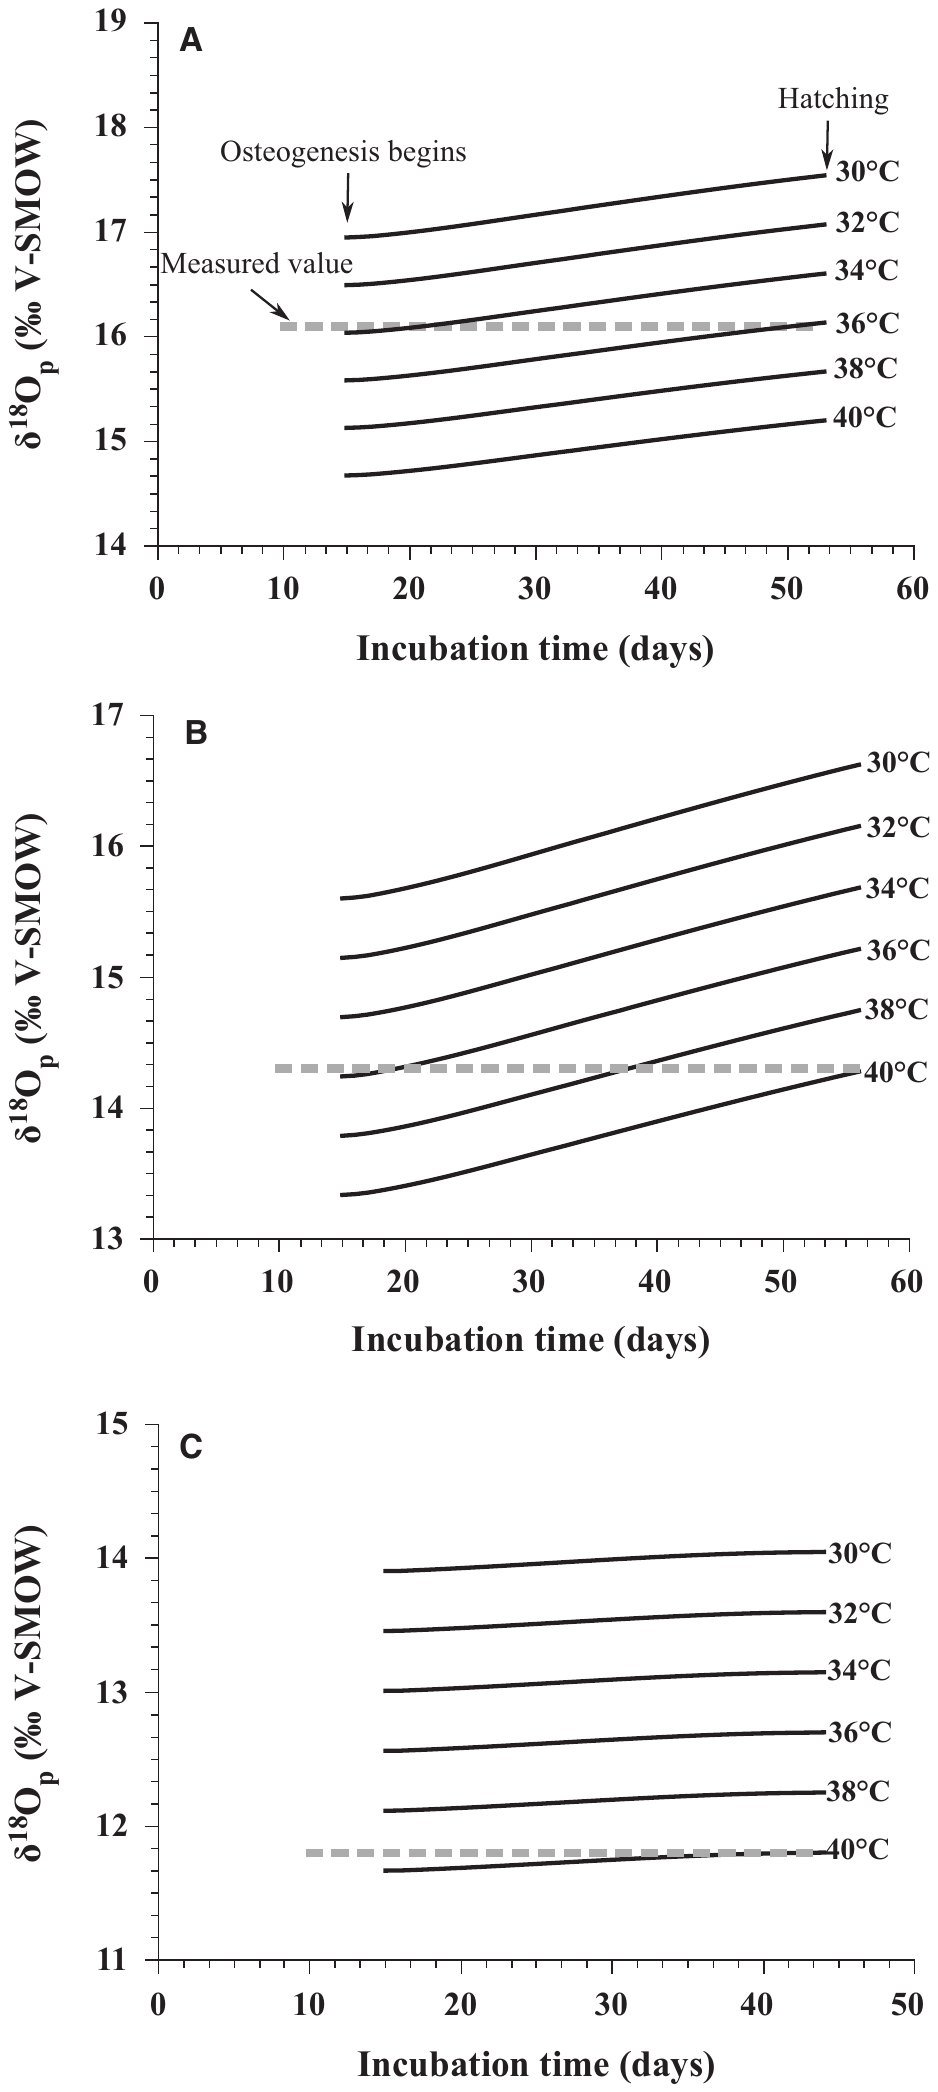 A
19
18
17
16
15
14
δ¹⁸Oₚ (‰ V-SMOW)
Osteogenesis begins
Hatching
Measured value
30°C
32°C
34°C
36°C
38°C
40°C
0 10 20 30 40 50 60
Incubation time (days)
B
17
16
15
14
13
δ¹⁸Oₚ (‰ V-SMOW)
30°C
32°C
34°C
36°C
38°C
40°C
0 10 20 30 40 50 60
Incubation time (days)
C
15
14
13
12
11
δ¹⁸Oₚ (‰ V-SMOW)
30°C
32°C
34°C
36°C
38°C
40°C
0 10 20 30 40 50
Incubation time (days)